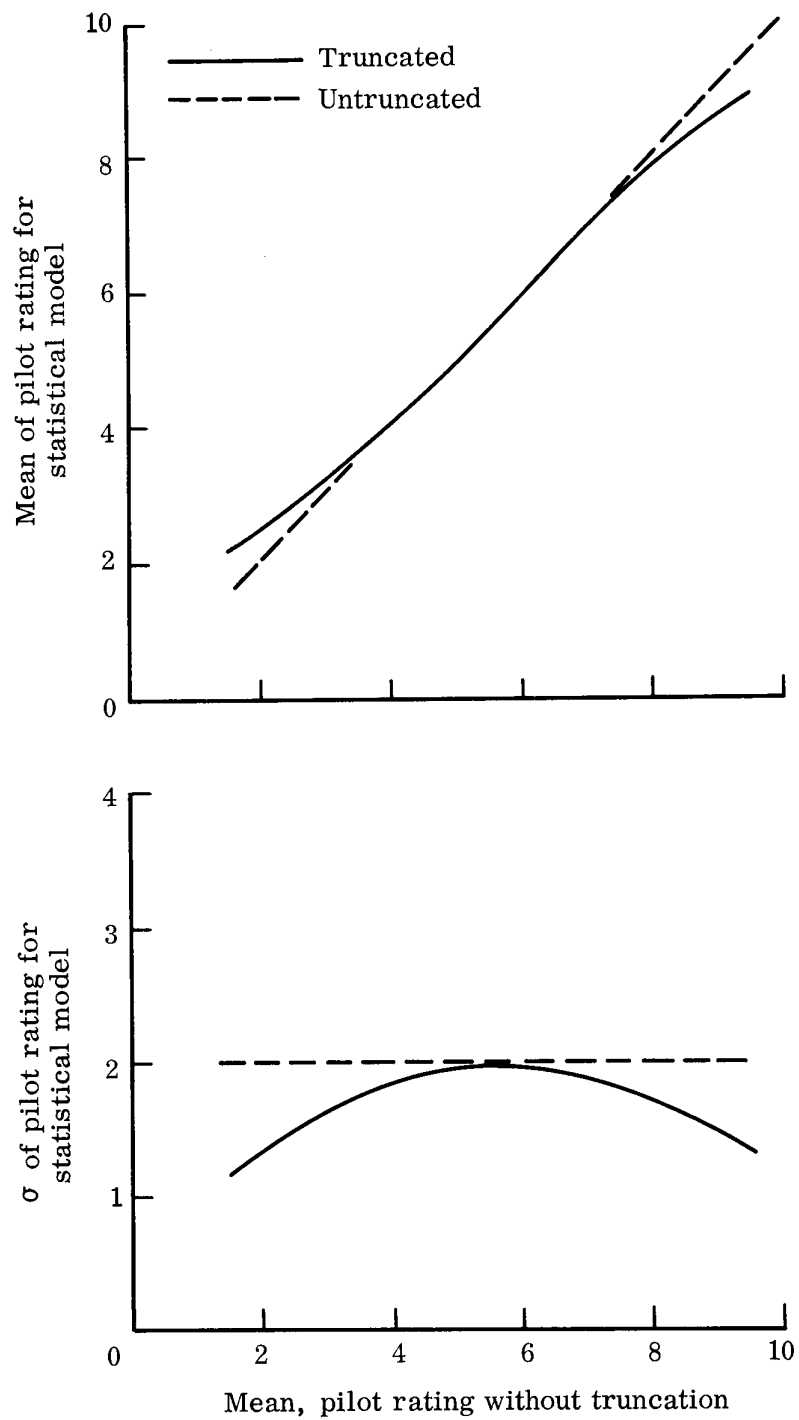 10
8
6
4
2
0
Mean of pilot rating for
statistical model
Truncated
Untruncated
4
3
2
1
0
σ of pilot rating for
statistical model
2
4
6
8
10
Mean, pilot rating without truncation